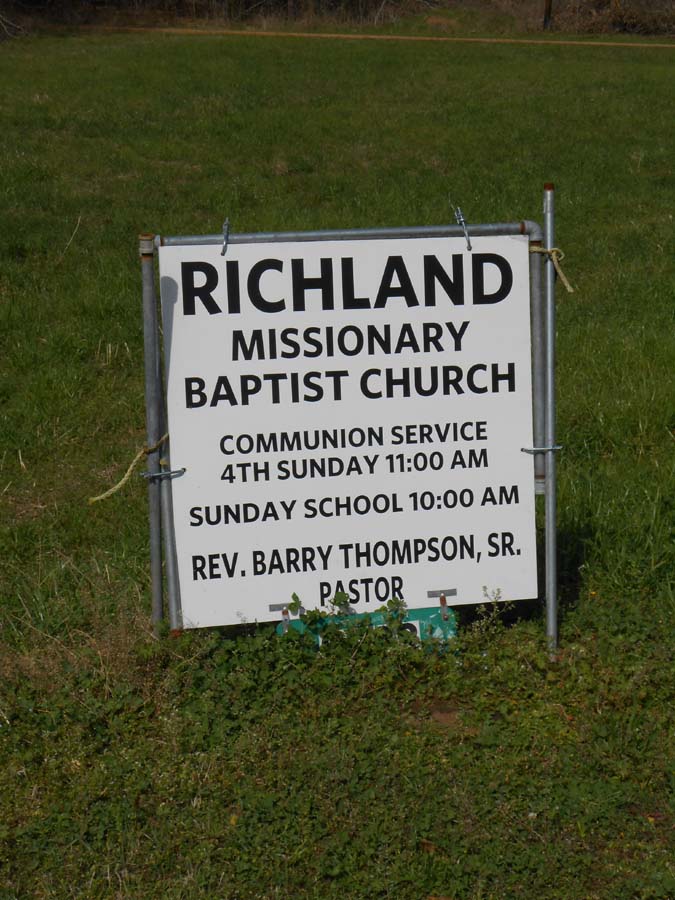 RICHLAND
MISSIONARY
BAPTIST CHURCH
COMMUNION SERVICE
4TH SUNDAY 11:00 AM
SUNDAY SCHOOL 10:00 AM
REV. BARRY THOMPSON, SR.
PASTOR